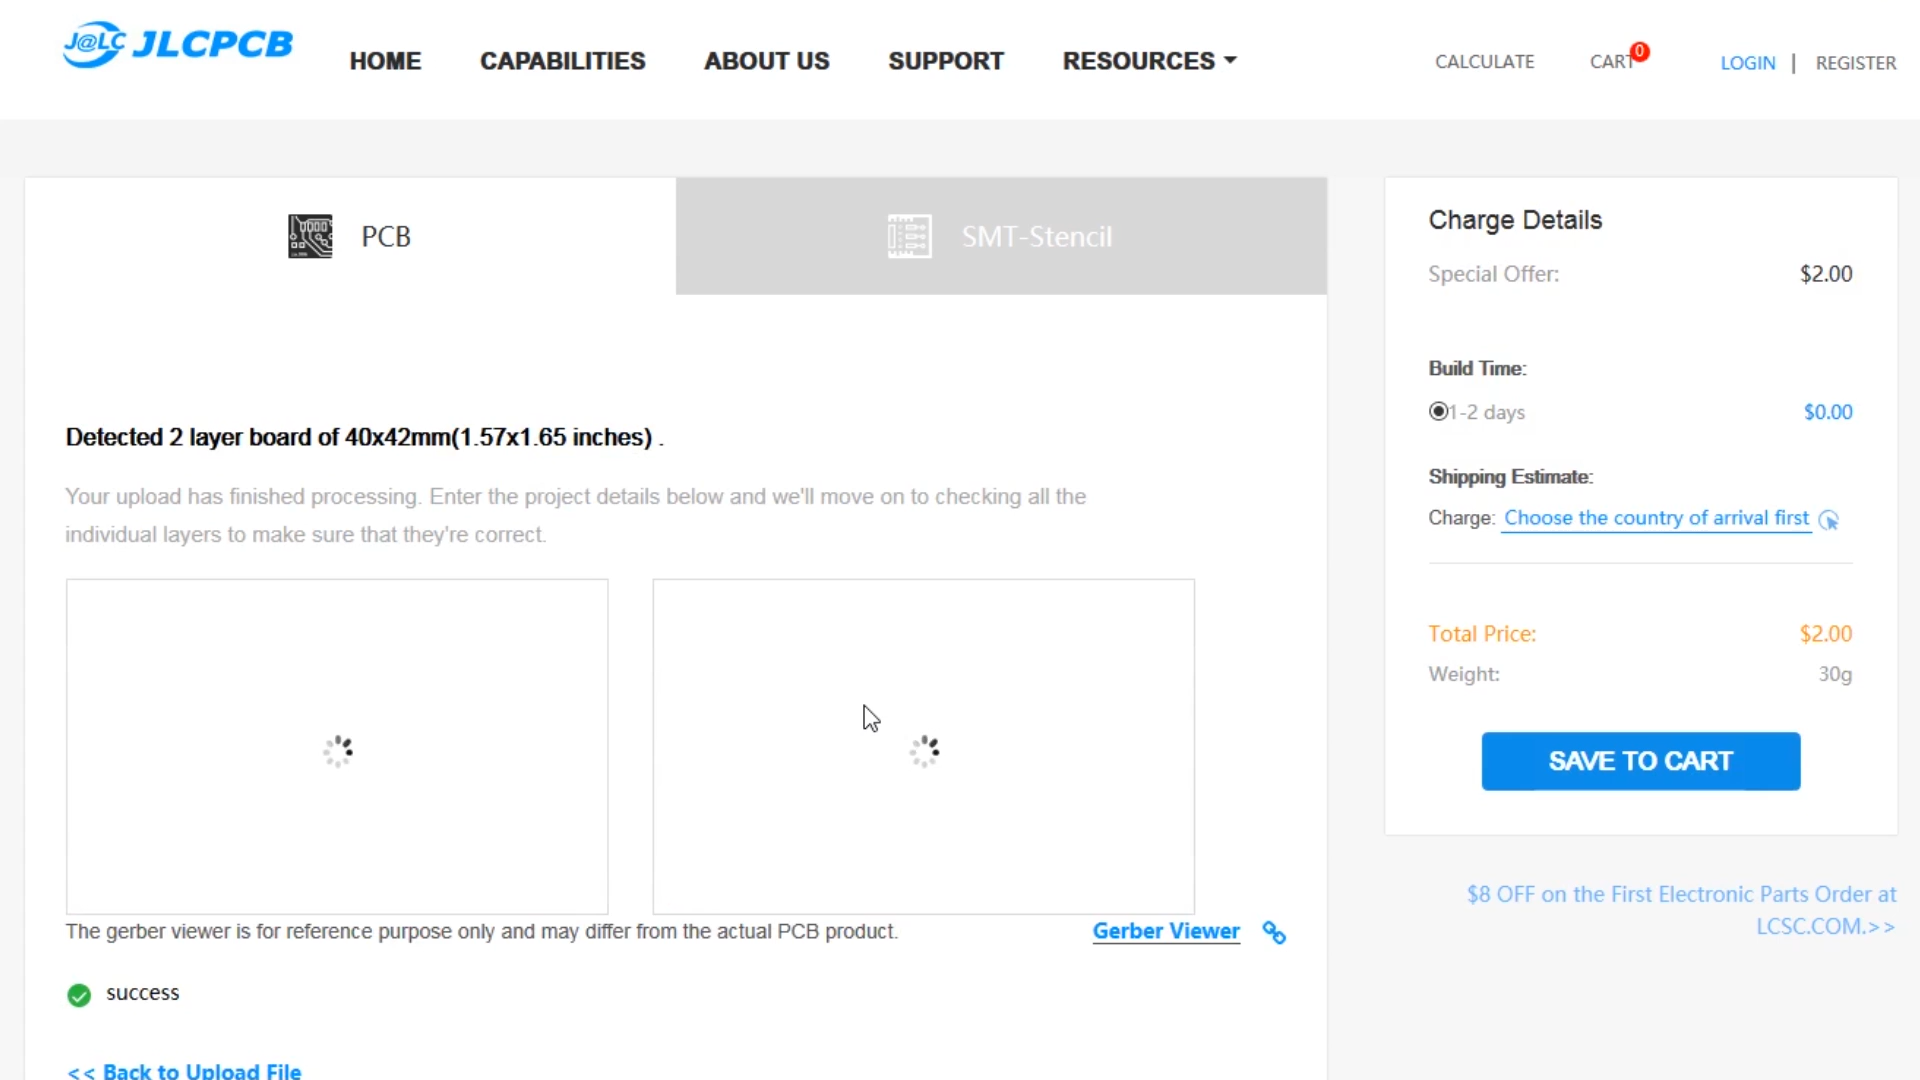 J@LC JLCPCB
HOME CAPABILITIES ABOUT US SUPPORT RESOURCES
CALCULATE CART 0 LOGIN | REGISTER
PCB
SMT-Stencil
Detected 2 layer board of 40x42mm(1.57x1.65 inches) .
Your upload has finished processing. Enter the project details below and we'll move on to checking all the
individual layers to make sure that they're correct.
The gerber viewer is for reference purpose only and may differ from the actual PCB product.
Gerber Viewer
success
<< Back to Upload File
Charge Details
Special Offer: $2.00
Build Time:
1-2 days $0.00
Shipping Estimate:
Charge: Choose the country of arrival first
Total Price: $2.00
Weight: 30g
SAVE TO CART
$8 OFF on the First Electronic Parts Order at
LCSC.COM.>>